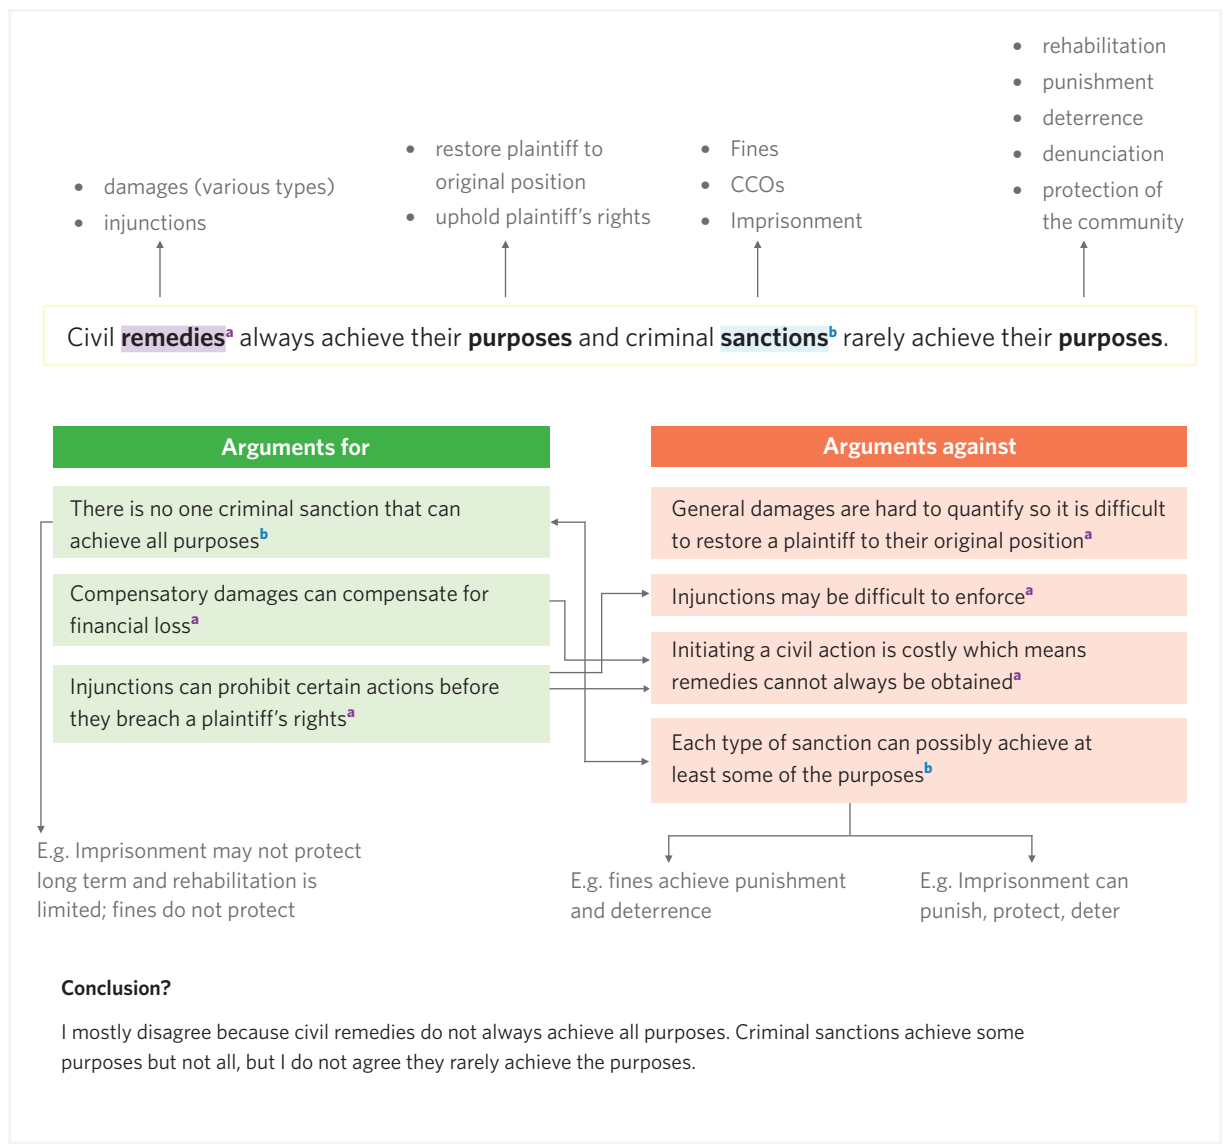 • damages (various types)
• injunctions
• restore plaintiff to
original position
• uphold plaintiff's rights
• Fines
• CCOs
• Imprisonment
• rehabilitation
• punishment
• deterrence
• denunciation
• protection of
the community
Civil remediesᵃ always achieve their purposes and criminal sanctionsᵇ rarely achieve their purposes.
Arguments for
There is no one criminal sanction that can
achieve all purposesᵇ
Compensatory damages can compensate for
financial lossᵃ
Injunctions can prohibit certain actions before
they breach a plaintiff's rightsᵃ
E.g. Imprisonment may not protect
long term and rehabilitation is
limited; fines do not protect
Arguments against
General damages are hard to quantify so it is difficult
to restore a plaintiff to their original positionᵃ
Injunctions may be difficult to enforceᵃ
Initiating a civil action is costly which means
remedies cannot always be obtainedᵃ
Each type of sanction can possibly achieve at
least some of the purposesᵇ
E.g. fines achieve punishment
and deterrence
E.g. Imprisonment can
punish, protect, deter
Conclusion?
I mostly disagree because civil remedies do not always achieve all purposes. Criminal sanctions achieve some
purposes but not all, but I do not agree they rarely achieve the purposes.